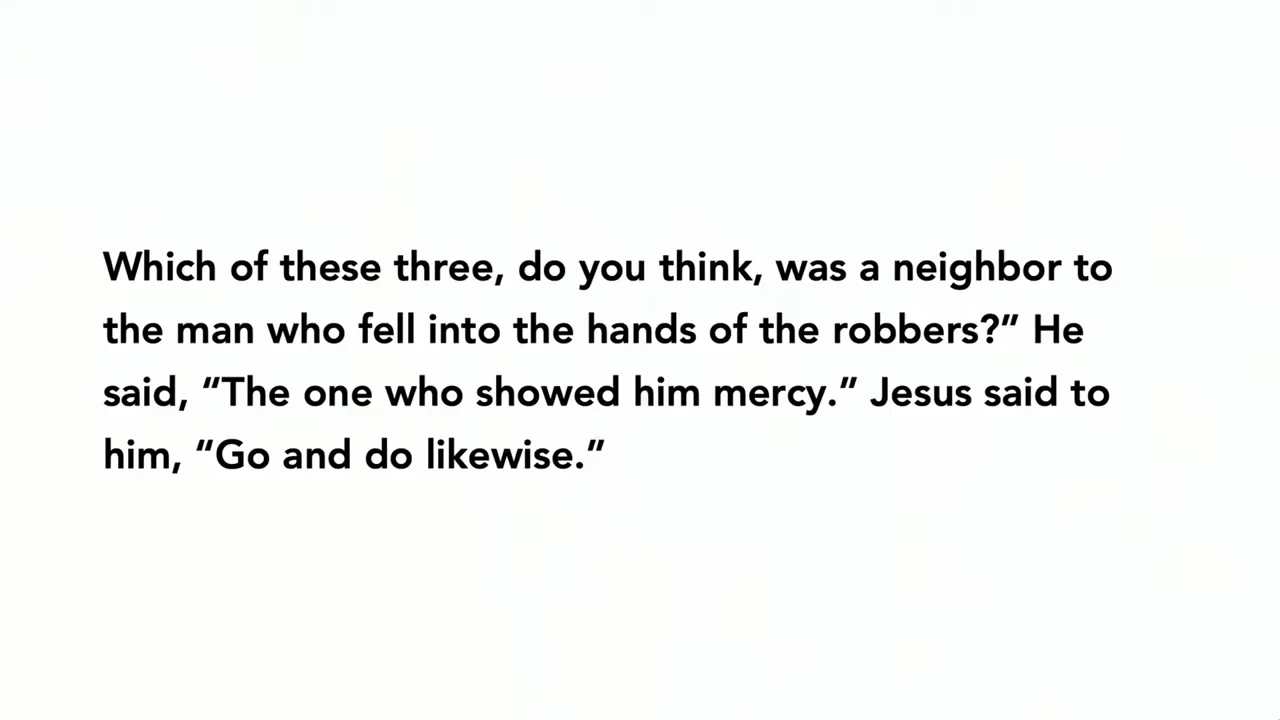 Which of these three, do you think, was a neighbor to
the man who fell into the hands of the robbers?” He
said, “The one who showed him mercy.” Jesus said to
him, “Go and do likewise.”